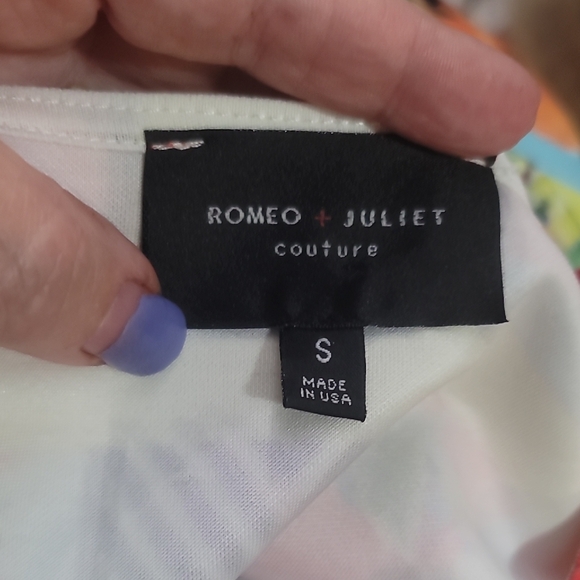 ROMEO + JULIET
couture
S
MADE
IN USA